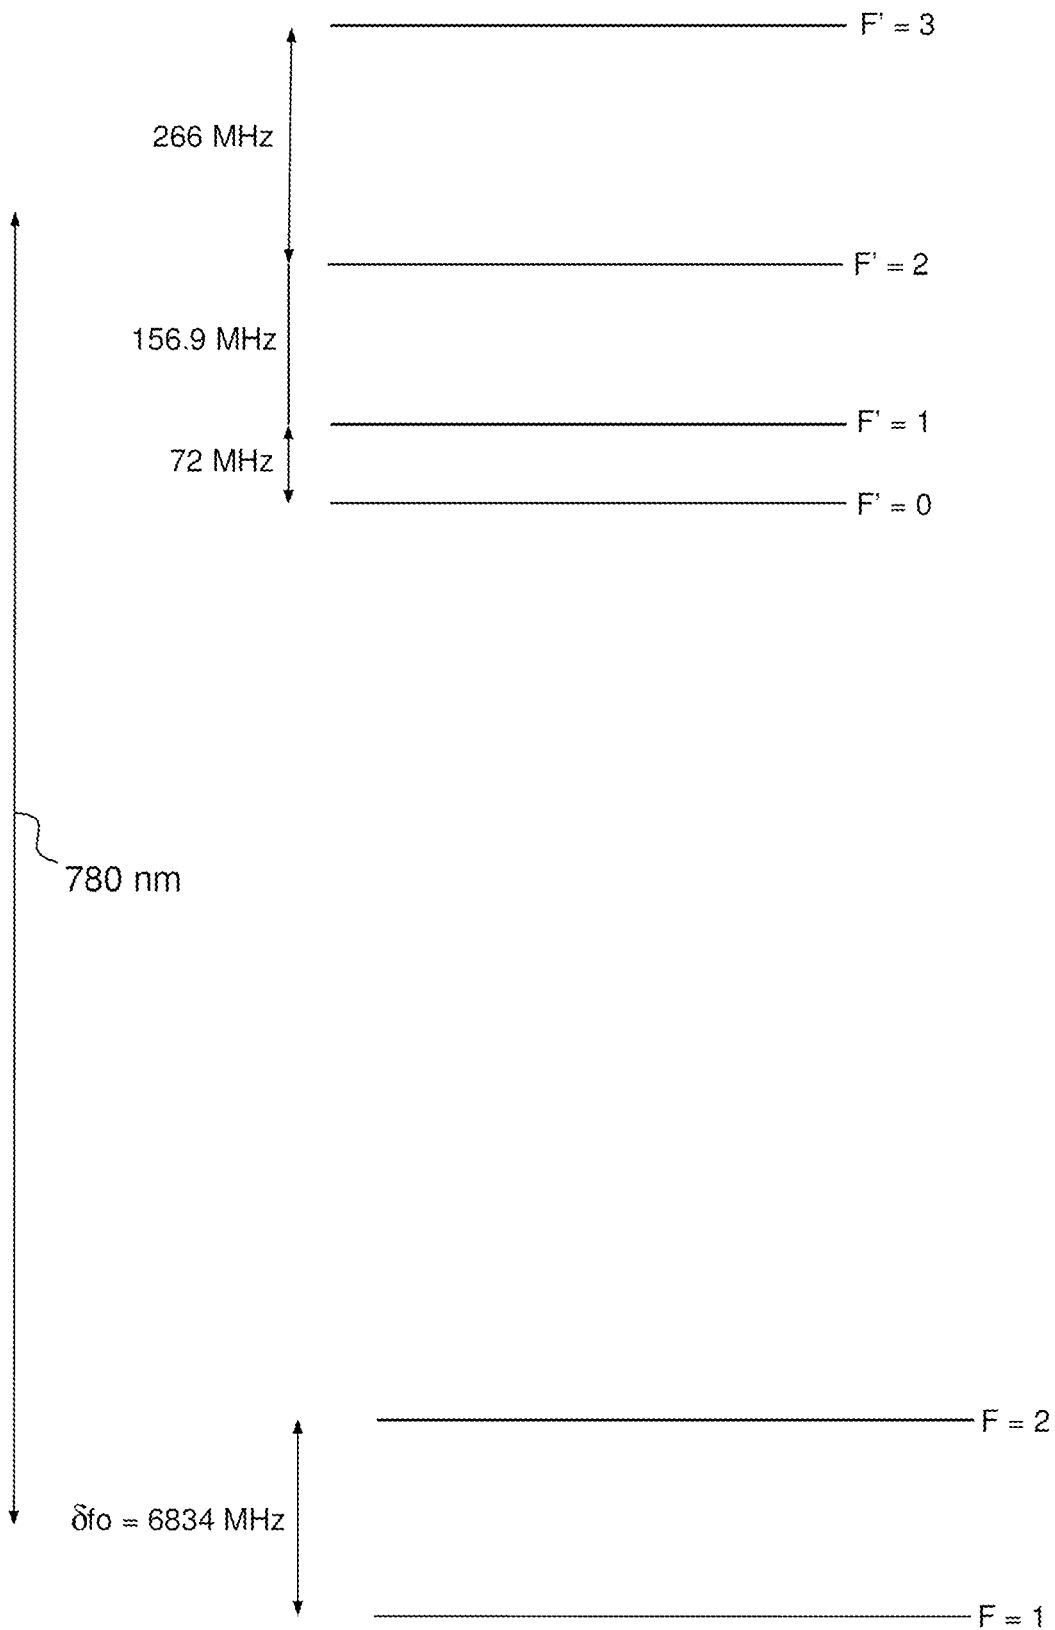 F' = 3
266 MHz
F' = 2
156.9 MHz
F' = 1
72 MHz
F' = 0
780 nm
F = 2
δfo = 6834 MHz
F = 1